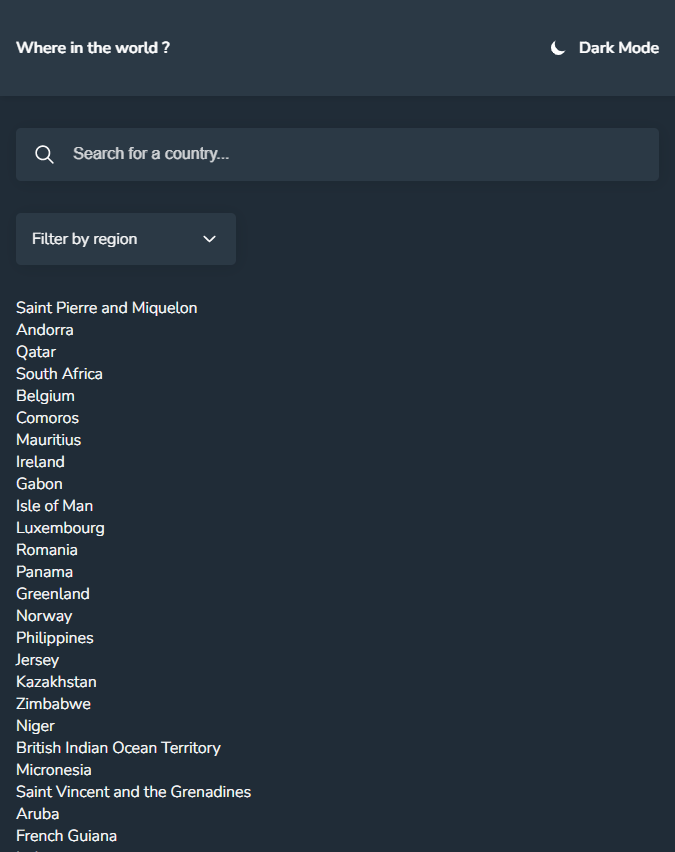 Where in the world ?
Dark Mode
Search for a country...
Filter by region
Saint Pierre and Miquelon
Andorra
Qatar
South Africa
Belgium
Comoros
Mauritius
Ireland
Gabon
Isle of Man
Luxembourg
Romania
Panama
Greenland
Norway
Philippines
Jersey
Kazakhstan
Zimbabwe
Niger
British Indian Ocean Territory
Micronesia
Saint Vincent and the Grenadines
Aruba
French Guiana